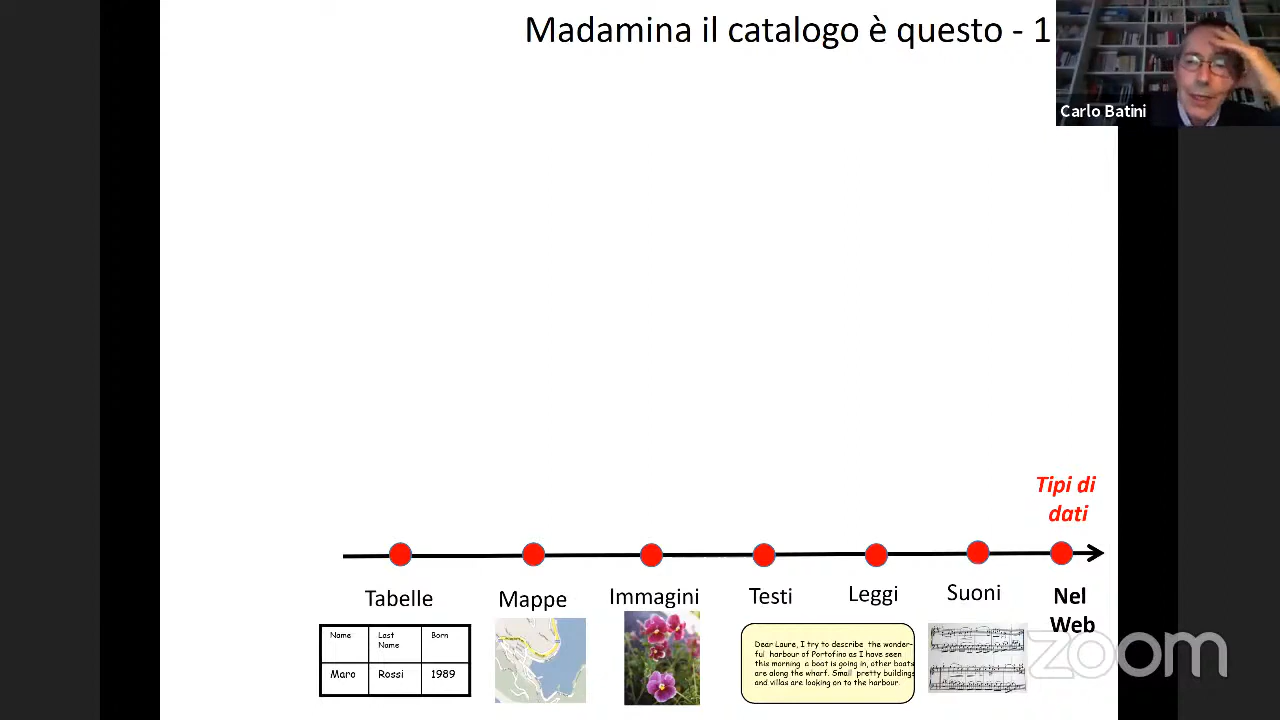 Madamina il catalogo è questo - 1
Carlo Batini
Tipi di
dati
Tabelle
Mappe
Immagini
Testi
Leggi
Suoni
Nel
Web
Name
Last
Name
Born
Maro
Rossi
1989
Dear Laure, I try to describe the wonder-
ful harbour of Portofino as I have seen
this morning a boat is going in, other boats
are along the wharf. Small pretty buildings
and villas are looking on to the harbour.
zoom